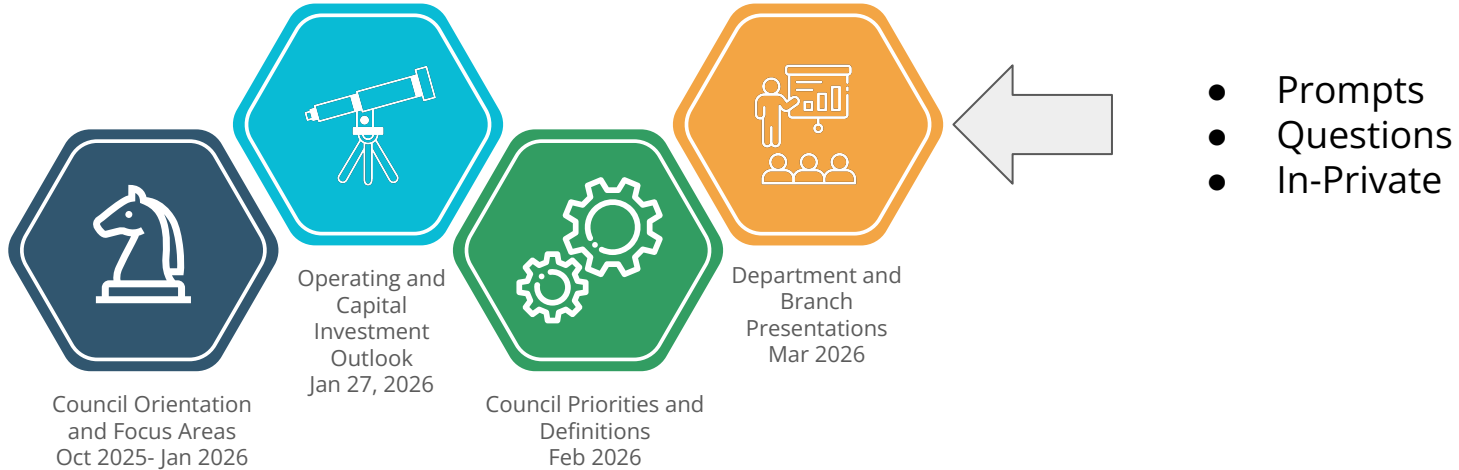 Council Orientation
and Focus Areas
Oct 2025- Jan 2026
Operating and
Capital
Investment
Outlook
Jan 27, 2026
Council Priorities and
Definitions
Feb 2026
Department and
Branch
Presentations
Mar 2026
● Prompts
● Questions
● In-Private